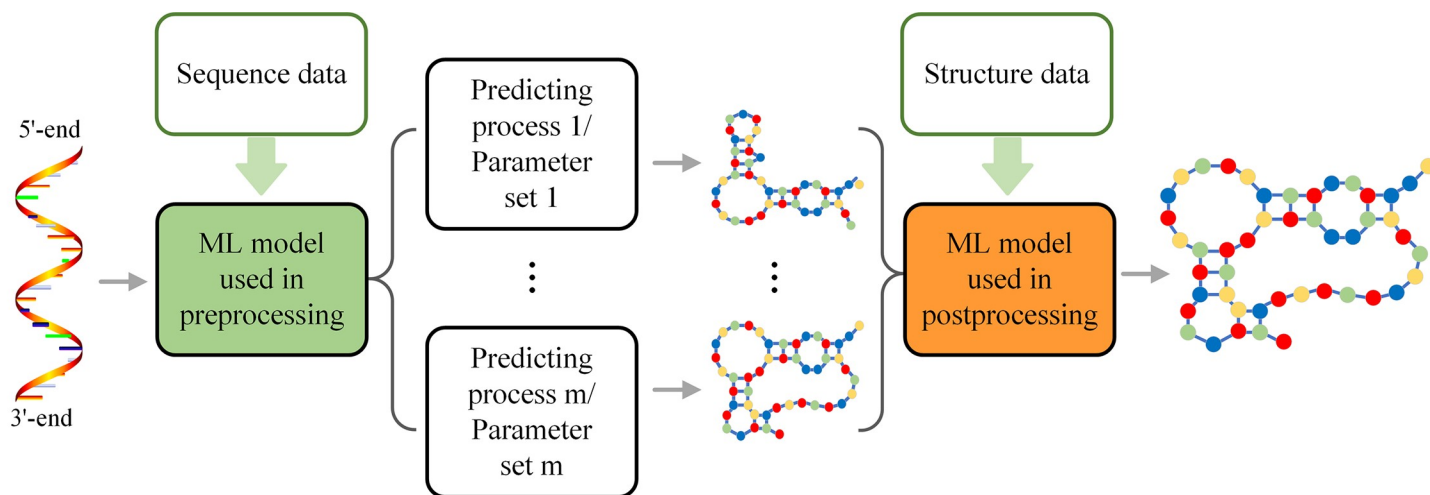 5'-end
3'-end
Sequence data
ML model
used in
preprocessing
Predicting
process 1/
Parameter
set 1
Predicting
process m/
Parameter
set m
Structure data
ML model
used in
postprocessing